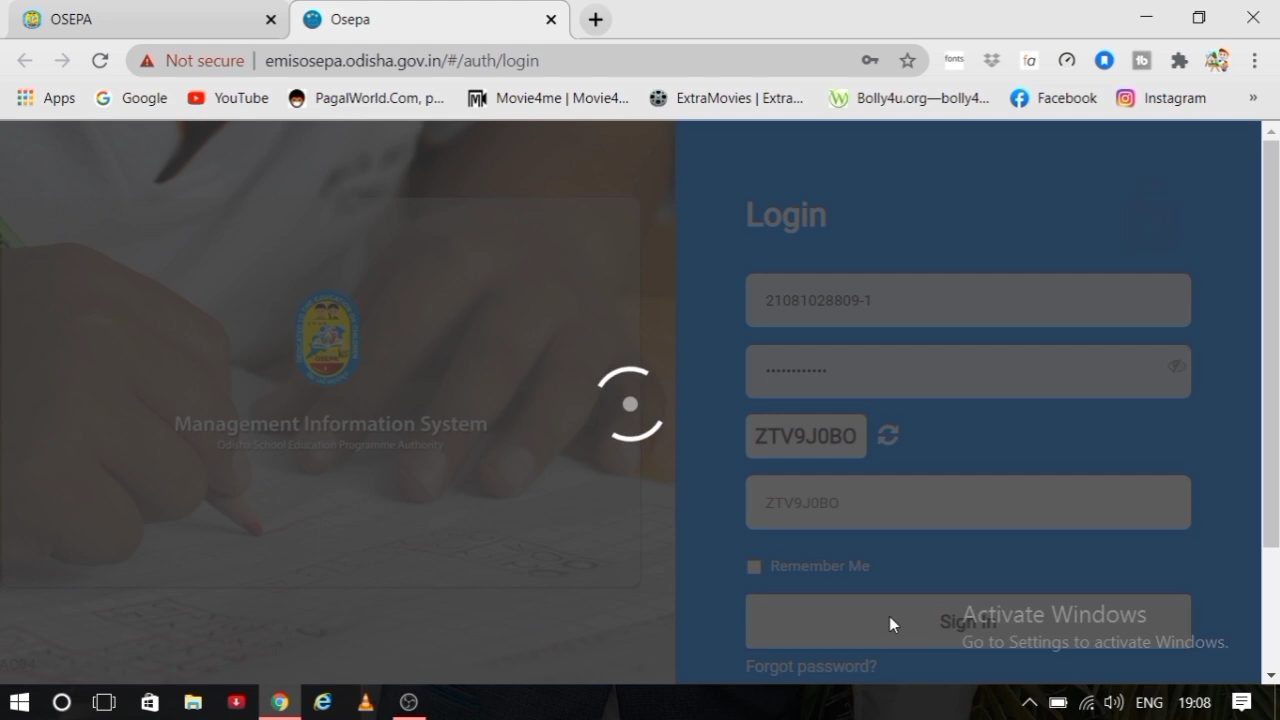 OSEPA
Osepa
Not secure | emisosepa.odisha.gov.in/#/auth/login
fonts
fa
tb
Apps Google YouTube PagalWorld.Com, p... Movie4me | Movie4... ExtraMovies | Extra... Bolly4u.org—bolly4... Facebook Instagram »
Management Information System
Odisha School Education Programme Authority
Login
21081028809-1
••••••••••••
ZTV9J0BO
ZTV9J0BO
Remember Me
Sign In
Activate Windows
Go to Settings to activate Windows.
Forgot password?
ENG 19:08